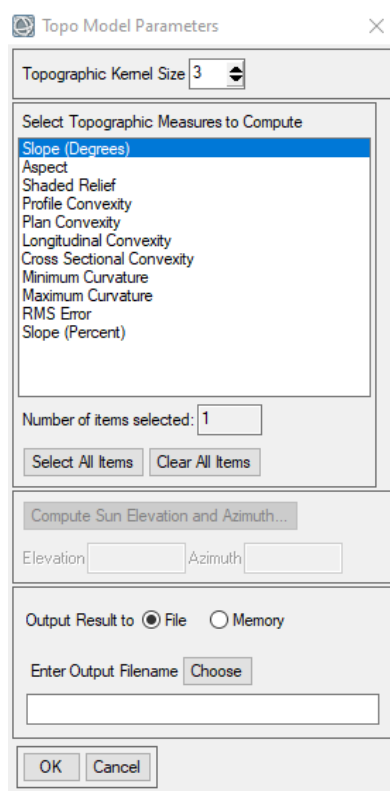 Topo Model Parameters
Topographic Kernel Size 3
Select Topographic Measures to Compute
Slope (Degrees)
Aspect
Shaded Relief
Profile Convexity
Plan Convexity
Longitudinal Convexity
Cross Sectional Convexity
Minimum Curvature
Maximum Curvature
RMS Error
Slope (Percent)
Number of items selected: 1
Select All Items Clear All Items
Compute Sun Elevation and Azimuth...
Elevation Azimuth
Output Result to File Memory
Enter Output Filename Choose
OK Cancel